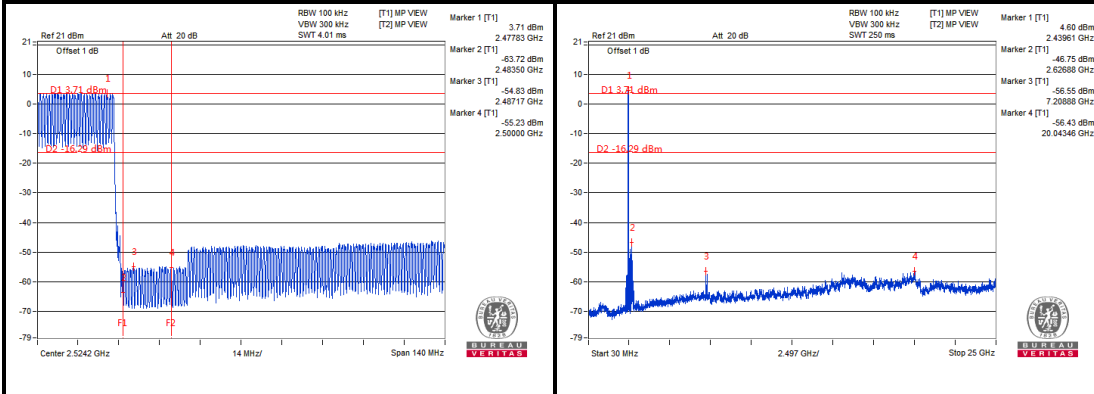 RBW 100 kHz [T1] MP VIEW
VBW 300 kHz [T2] MP VIEW
Ref 21 dBm Att 20 dB SWT 4.01 ms
Marker 1 [T1]
3.71 dBm
2.47783 GHz
Marker 2 [T1]
-63.72 dBm
2.48350 GHz
Marker 3 [T1]
-54.83 dBm
2.48717 GHz
Marker 4 [T1]
-55.23 dBm
2.50000 GHz
21
Offset 1 dB
1
10
D1 3.71 dBm
0
-10
D2 -16.29 dBm
-20
-30
-40
-50
3 4
-60
-70
F1 F2
-79
Center 2.5242 GHz 14 MHz/ Span 140 MHz
BUREAU VERITAS
1828
BUREAU
VERITAS
RBW 100 kHz [T1] MP VIEW
VBW 300 kHz [T2] MP VIEW
Ref 21 dBm Att 20 dB SWT 250 ms
Marker 1 [T1]
4.60 dBm
2.43961 GHz
Marker 2 [T1]
-46.75 dBm
2.62688 GHz
Marker 3 [T1]
-56.55 dBm
7.20888 GHz
Marker 4 [T1]
-56.43 dBm
20.04346 GHz
21
Offset 1 dB
1
10
D1 3.71 dBm
0
-10
D2 -16.29 dBm
-20
-30
-40
2
-50
3 4
-60
-70
-79
Start 30 MHz 2.497 GHz/ Stop 25 GHz
BUREAU VERITAS
1828
BUREAU
VERITAS